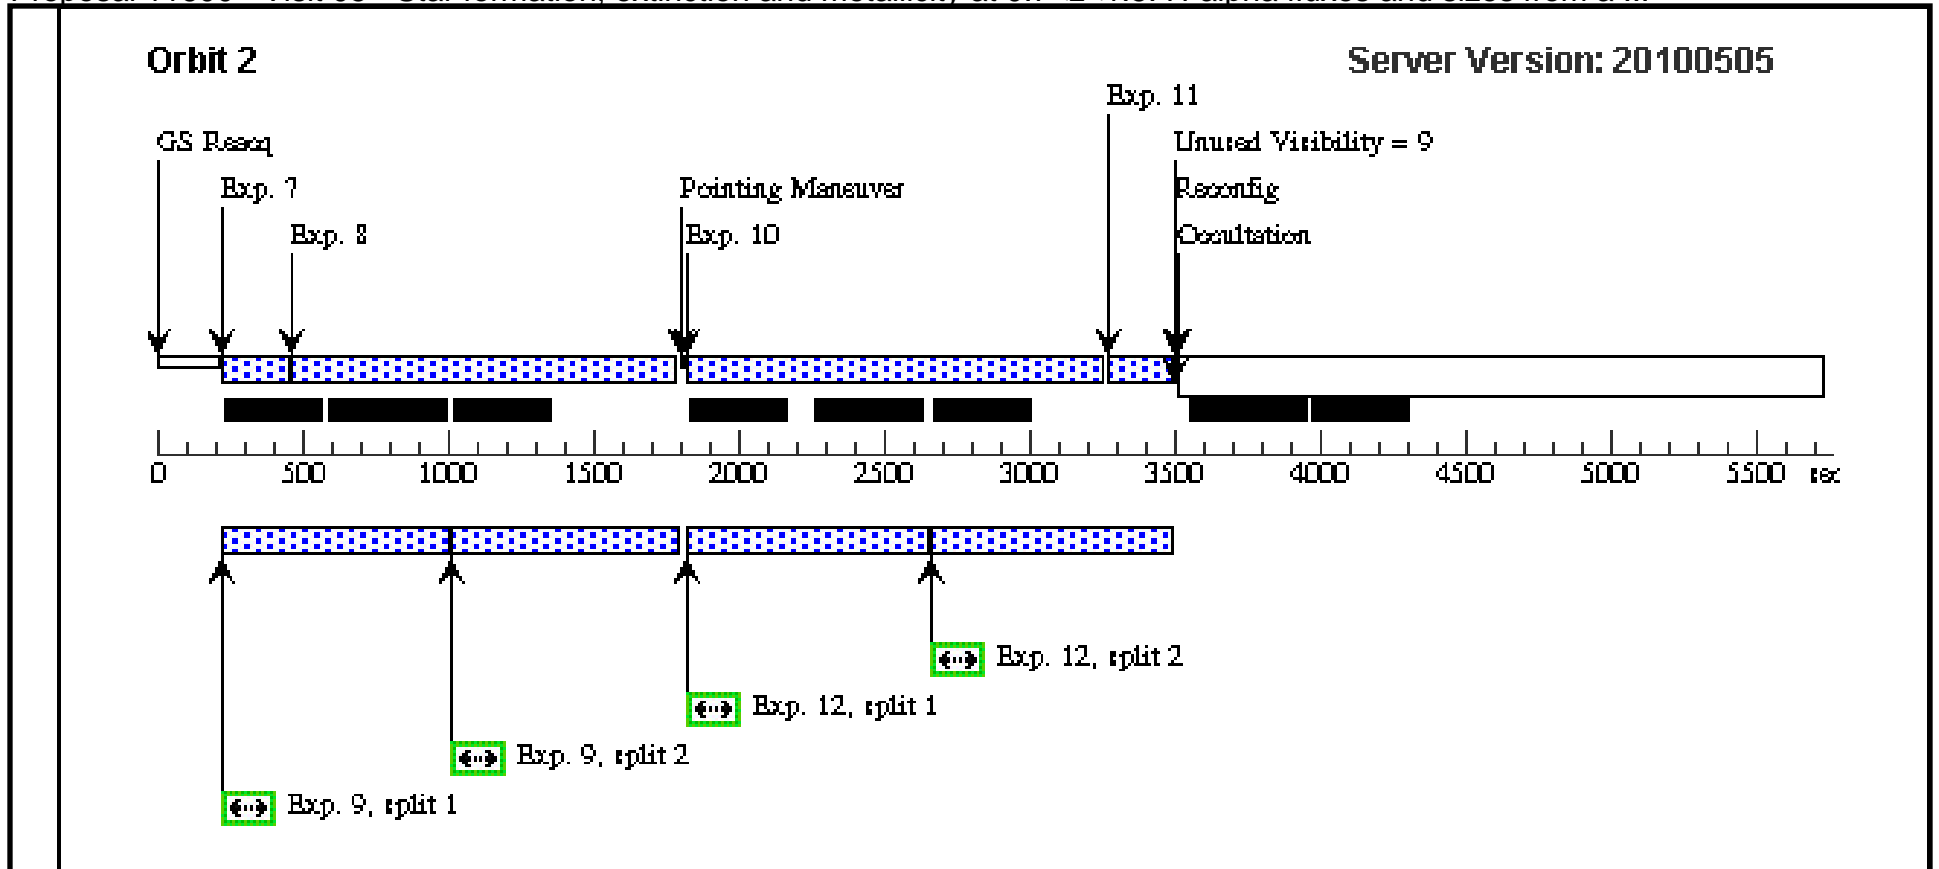 Orbit 2
Server Version: 20100505
Exp. 11
GS Reacq
Unused Visibility = 9
Exp. 7
Pointing Maneuver
Reconfig
Exp. 8
Exp. 10
Occultation
0 500 1000 1500 2000 2500 3000 3500 4000 4500 5000 5500 sec
Exp. 12, split 2
Exp. 12, split 1
Exp. 9, split 2
Exp. 9, split 1